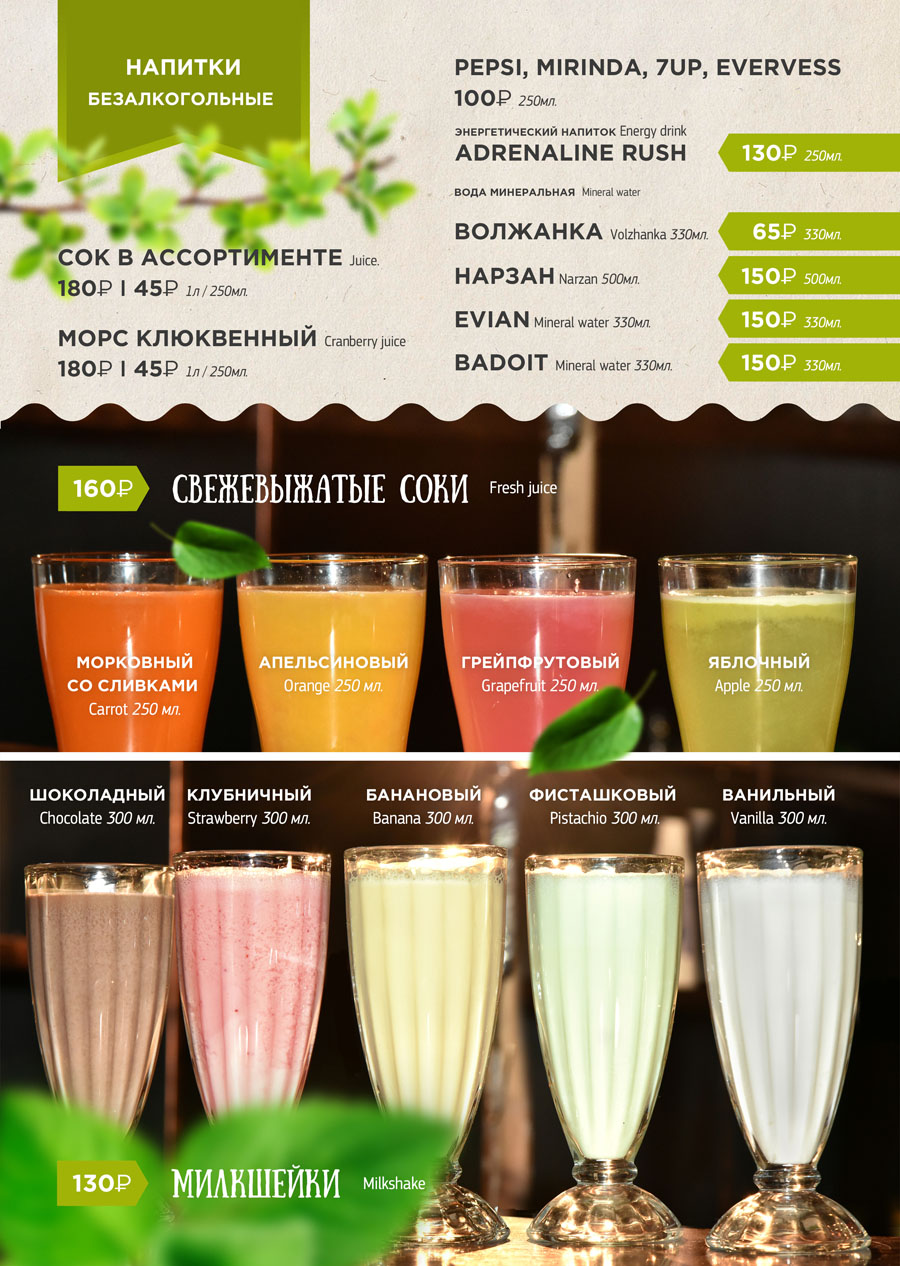 НАПИТКИ
БЕЗАЛКОГОЛЬНЫЕ
СОК В АССОРТИМЕНТЕ Juice.
180₽ | 45₽ 1л / 250мл.
МОРС КЛЮКВЕННЫЙ Cranberry juice
180₽ | 45₽ 1л / 250мл.
PEPSI, MIRINDA, 7UP, EVERVESS
100₽ 250мл.
ЭНЕРГЕТИЧЕСКИЙ НАПИТОК Energy drink
ADRENALINE RUSH 130₽ 250мл.
ВОДА МИНЕРАЛЬНАЯ Mineral water
ВОЛЖАНКА Volzhanka 330мл. 65₽ 330мл.
НАРЗАН Narzan 500мл. 150₽ 500мл.
EVIAN Mineral water 330мл. 150₽ 330мл.
BADOIT Mineral water 330мл. 150₽ 330мл.
160₽ СВЕЖЕВЫЖАТЫЕ СОКИ Fresh juice
МОРКОВНЫЙ
СО СЛИВКАМИ
Carrot 250 мл.
АПЕЛЬСИНОВЫЙ
Orange 250 мл.
ГРЕЙПФРУТОВЫЙ
Grapefruit 250 мл.
ЯБЛОЧНЫЙ
Apple 250 мл.
ШОКОЛАДНЫЙ
Chocolate 300 мл.
КЛУБНИЧНЫЙ
Strawberry 300 мл.
БАНАНОВЫЙ
Banana 300 мл.
ФИСТАШКОВЫЙ
Pistachio 300 мл.
ВАНИЛЬНЫЙ
Vanilla 300 мл.
130₽ МИЛКШЕЙКИ Milkshake